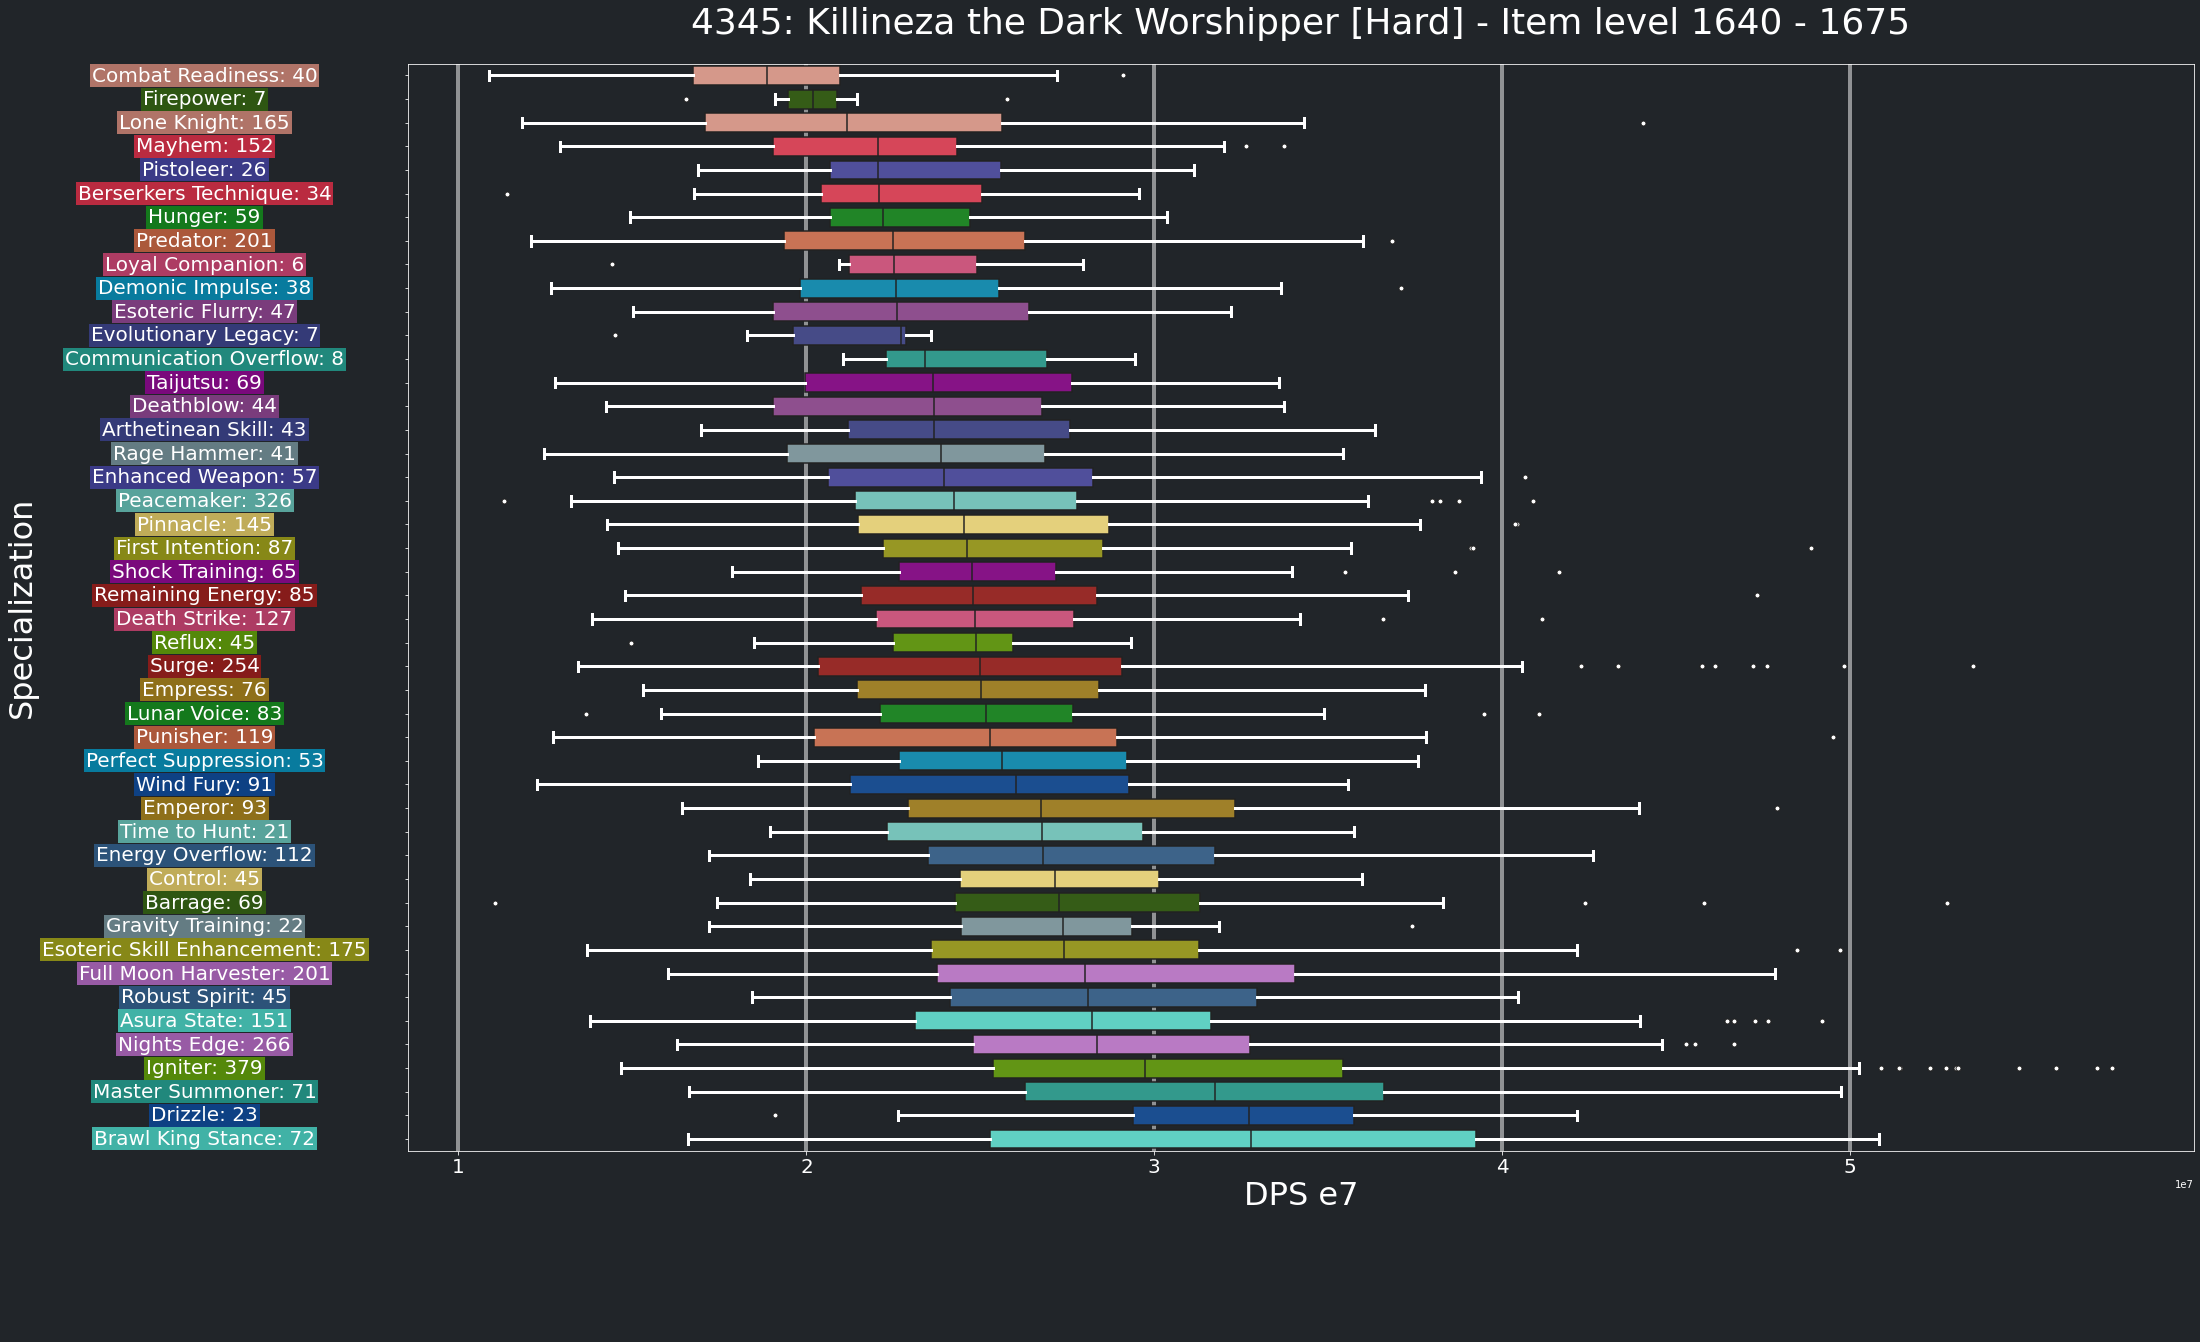 4345: Killineza the Dark Worshipper [Hard] - Item level 1640 - 1675
Specialization
Combat Readiness: 40
Firepower: 7
Lone Knight: 165
Mayhem: 152
Pistoleer: 26
Berserkers Technique: 34
Hunger: 59
Predator: 201
Loyal Companion: 6
Demonic Impulse: 38
Esoteric Flurry: 47
Evolutionary Legacy: 7
Communication Overflow: 8
Taijutsu: 69
Deathblow: 44
Arthetinean Skill: 43
Rage Hammer: 41
Enhanced Weapon: 57
Peacemaker: 326
Pinnacle: 145
First Intention: 87
Shock Training: 65
Remaining Energy: 85
Death Strike: 127
Reflux: 45
Surge: 254
Empress: 76
Lunar Voice: 83
Punisher: 119
Perfect Suppression: 53
Wind Fury: 91
Emperor: 93
Time to Hunt: 21
Energy Overflow: 112
Control: 45
Barrage: 69
Gravity Training: 22
Esoteric Skill Enhancement: 175
Full Moon Harvester: 201
Robust Spirit: 45
Asura State: 151
Nights Edge: 266
Igniter: 379
Master Summoner: 71
Drizzle: 23
Brawl King Stance: 72
1 2 3 4 5
DPS e7
1e7